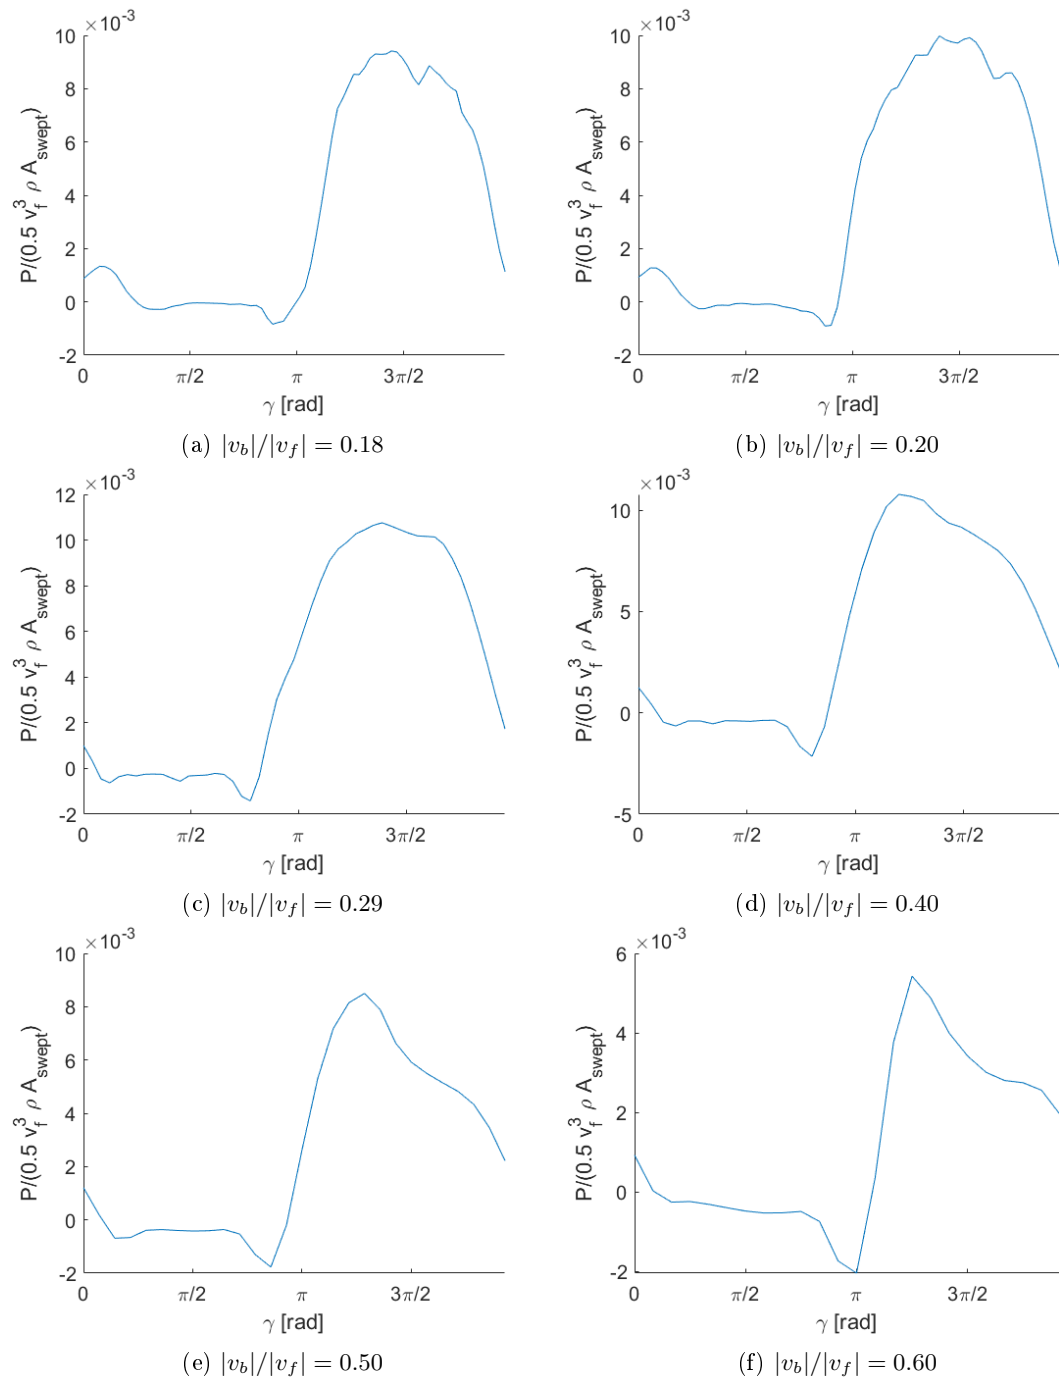 ×10⁻³
10
8
6
4
2
0
-2
P/(0.5 v_f^3 ρ A_swept)
0 π/2 π 3π/2
γ [rad]
(a) |v_b|/|v_f| = 0.18
×10⁻³
10
8
6
4
2
0
-2
P/(0.5 v_f^3 ρ A_swept)
0 π/2 π 3π/2
γ [rad]
(b) |v_b|/|v_f| = 0.20
×10⁻³
12
10
8
6
4
2
0
-2
P/(0.5 v_f^3 ρ A_swept)
0 π/2 π 3π/2
γ [rad]
(c) |v_b|/|v_f| = 0.29
×10⁻³
10
5
0
-5
P/(0.5 v_f^3 ρ A_swept)
0 π/2 π 3π/2
γ [rad]
(d) |v_b|/|v_f| = 0.40
×10⁻³
10
8
6
4
2
0
-2
P/(0.5 v_f^3 ρ A_swept)
0 π/2 π 3π/2
γ [rad]
(e) |v_b|/|v_f| = 0.50
×10⁻³
6
4
2
0
-2
P/(0.5 v_f^3 ρ A_swept)
0 π/2 π 3π/2
γ [rad]
(f) |v_b|/|v_f| = 0.60